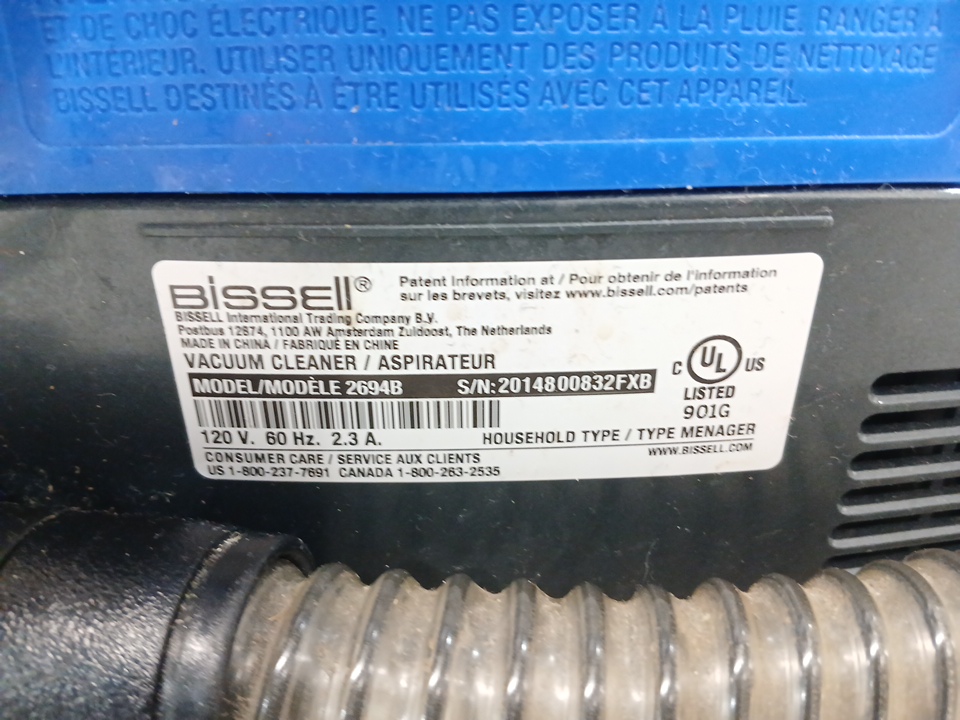 ET DE CHOC ÉLECTRIQUE, NE PAS EXPOSER À LA PLUIE. RANGER À
L'INTÉRIEUR. UTILISER UNIQUEMENT DES PRODUITS DE NETTOYAGE
BISSELL DESTINÉS À ÊTRE UTILISÉS AVEC CET APPAREIL.
BISSELL®
Patent Information at / Pour obtenir de l'information
sur les brevets, visitez www.bissell.com/patents
BISSELL International Trading Company B.V.
Postbus 12874, 1100 AW Amsterdam Zuidoost, The Netherlands
MADE IN CHINA / FABRIQUÉ EN CHINE
VACUUM CLEANER / ASPIRATEUR
MODEL/MODÈLE 2694B S/N: 2014800832FXB
C UL US
LISTED
901G
120 V. 60 Hz. 2.3 A.
HOUSEHOLD TYPE / TYPE MENAGER
WWW.BISSELL.COM
CONSUMER CARE / SERVICE AUX CLIENTS
US 1-800-237-7691 CANADA 1-800-263-2535